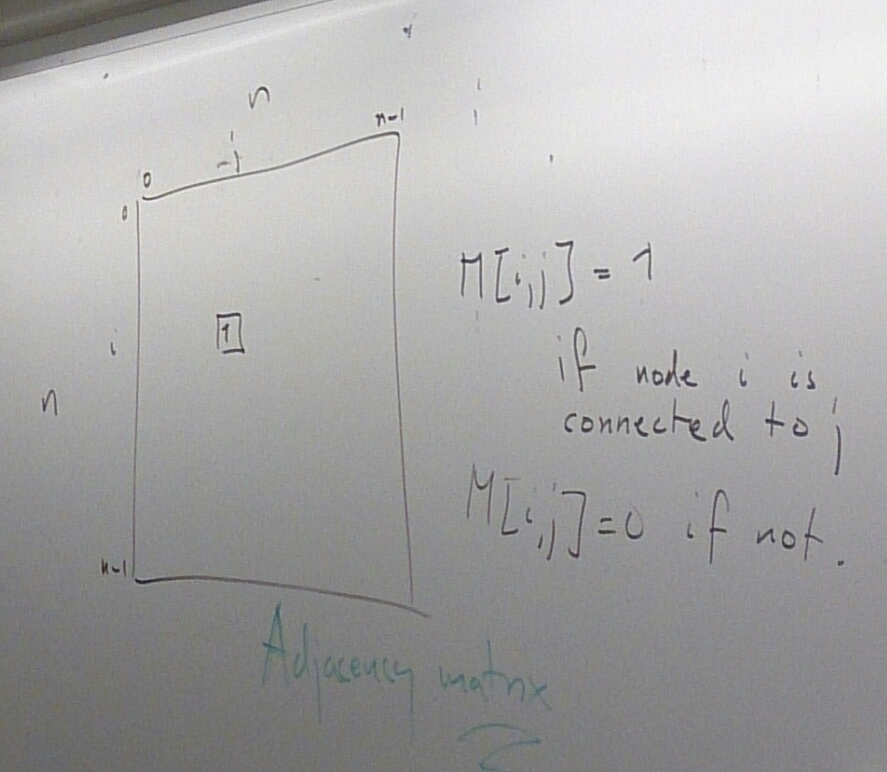 n
n-1
j
0
0
1
i
n
n-1
M[i,j] = 1
if node i is
connected to j
M[i,j]=0 if not.
Adjacency matrix